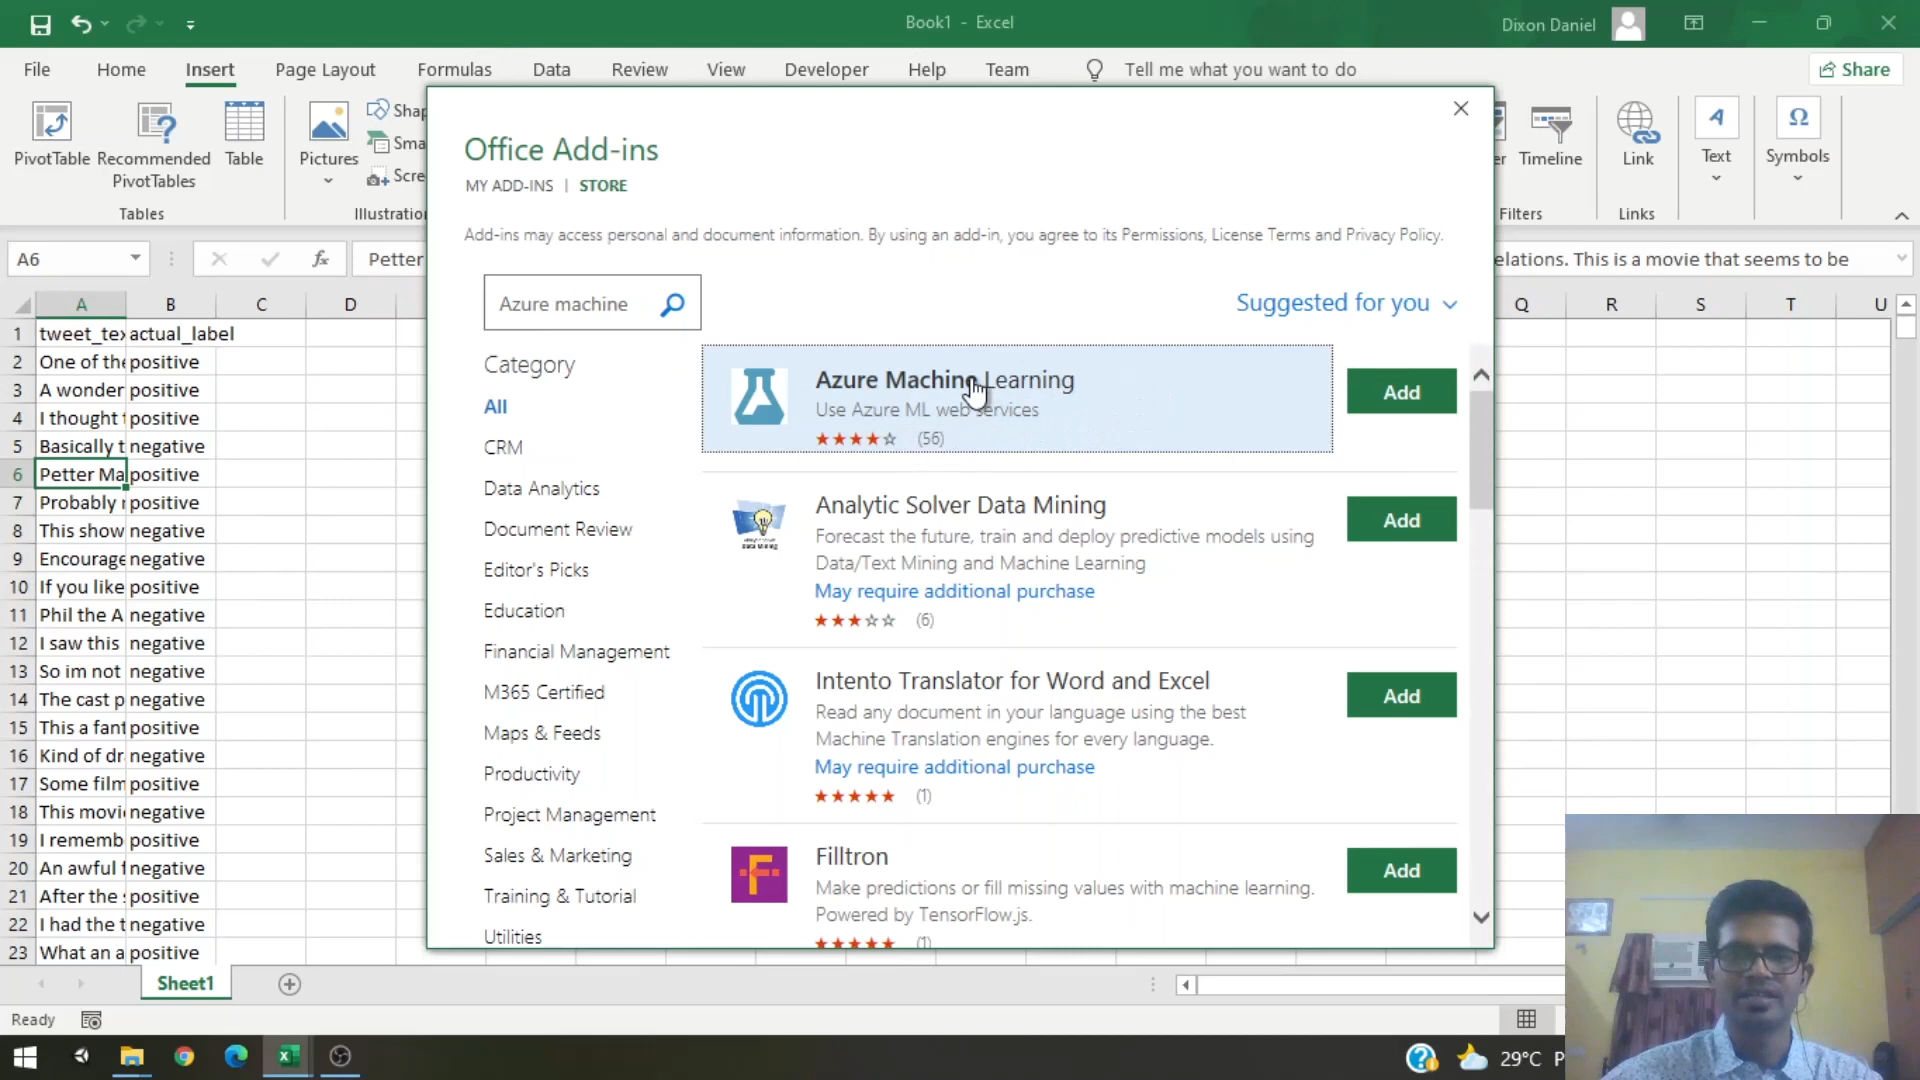 Book1 - Excel
Dixon Daniel
File Home Insert Page Layout Formulas Data Review View Developer Help Team Tell me what you want to do Share
PivotTable
Recommended
PivotTables
Table
Tables
Pictures
Illustratio
Timeline
Filters
Link
Links
Text
Symbols
A6
fx
Petter
elations. This is a movie that seems to be
A B C D Q R S T U
1 tweet_tex actual_label
2 One of the positive
3 A wonder positive
4 I thought positive
5 Basically t negative
6 Petter Ma positive
7 Probably positive
8 This show negative
9 Encourage negative
10 If you like positive
11 Phil the A negative
12 I saw this negative
13 So im not negative
14 The cast p negative
15 This a fant positive
16 Kind of dr negative
17 Some film positive
18 This movi negative
19 I rememb positive
20 An awful f negative
21 After the positive
22 I had the t negative
23 What an a positive
Sheet1
Ready
Office Add-ins
MY ADD-INS | STORE
Add-ins may access personal and document information. By using an add-in, you agree to its Permissions, License Terms and Privacy Policy.
Azure machine
Suggested for you
Category
All
CRM
Data Analytics
Document Review
Editor's Picks
Education
Financial Management
M365 Certified
Maps & Feeds
Productivity
Project Management
Sales & Marketing
Training & Tutorial
Utilities
Azure Machine Learning
Use Azure ML web services
(56)
Add
Analytic Solver Data Mining
Forecast the future, train and deploy predictive models using
Data/Text Mining and Machine Learning
May require additional purchase
(6)
Add
Intento Translator for Word and Excel
Read any document in your language using the best
Machine Translation engines for every language.
May require additional purchase
(1)
Add
Filltron
Make predictions or fill missing values with machine learning.
Powered by TensorFlow.js.
(1)
Add
29°C